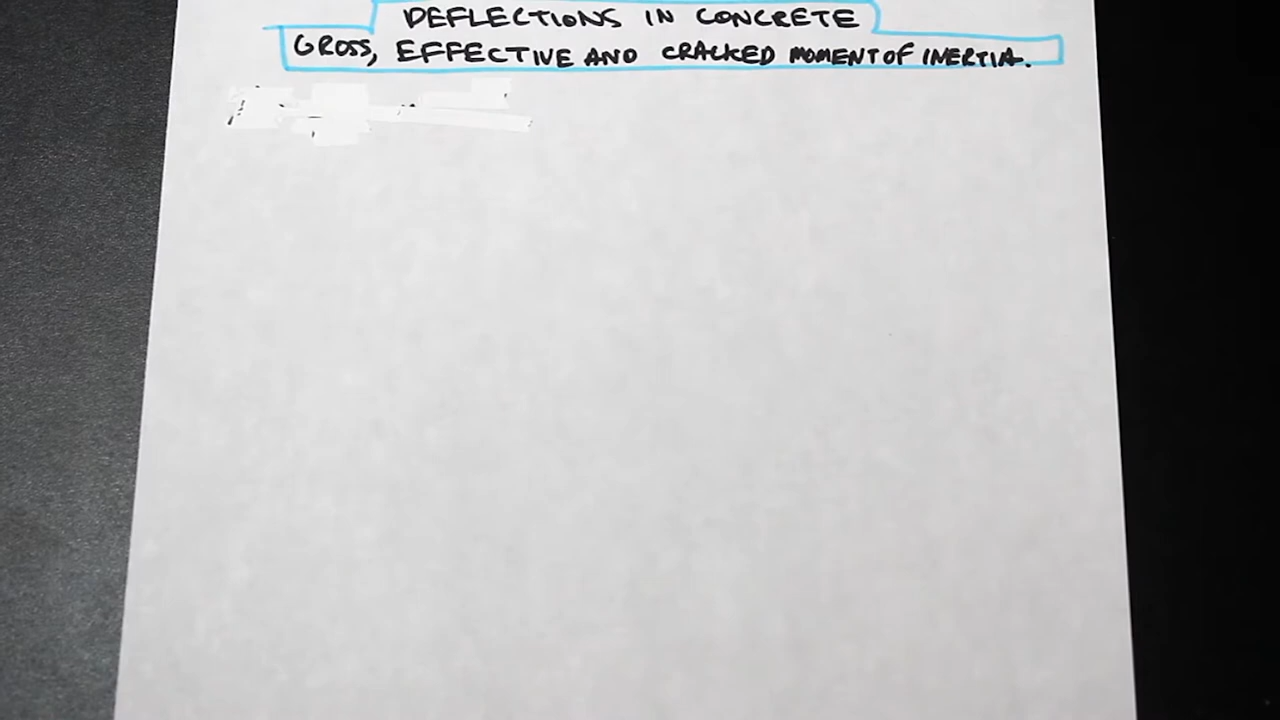 DEFLECTIONS IN CONCRETE
GROSS, EFFECTIVE AND CRACKED MOMENT OF INERTIA.